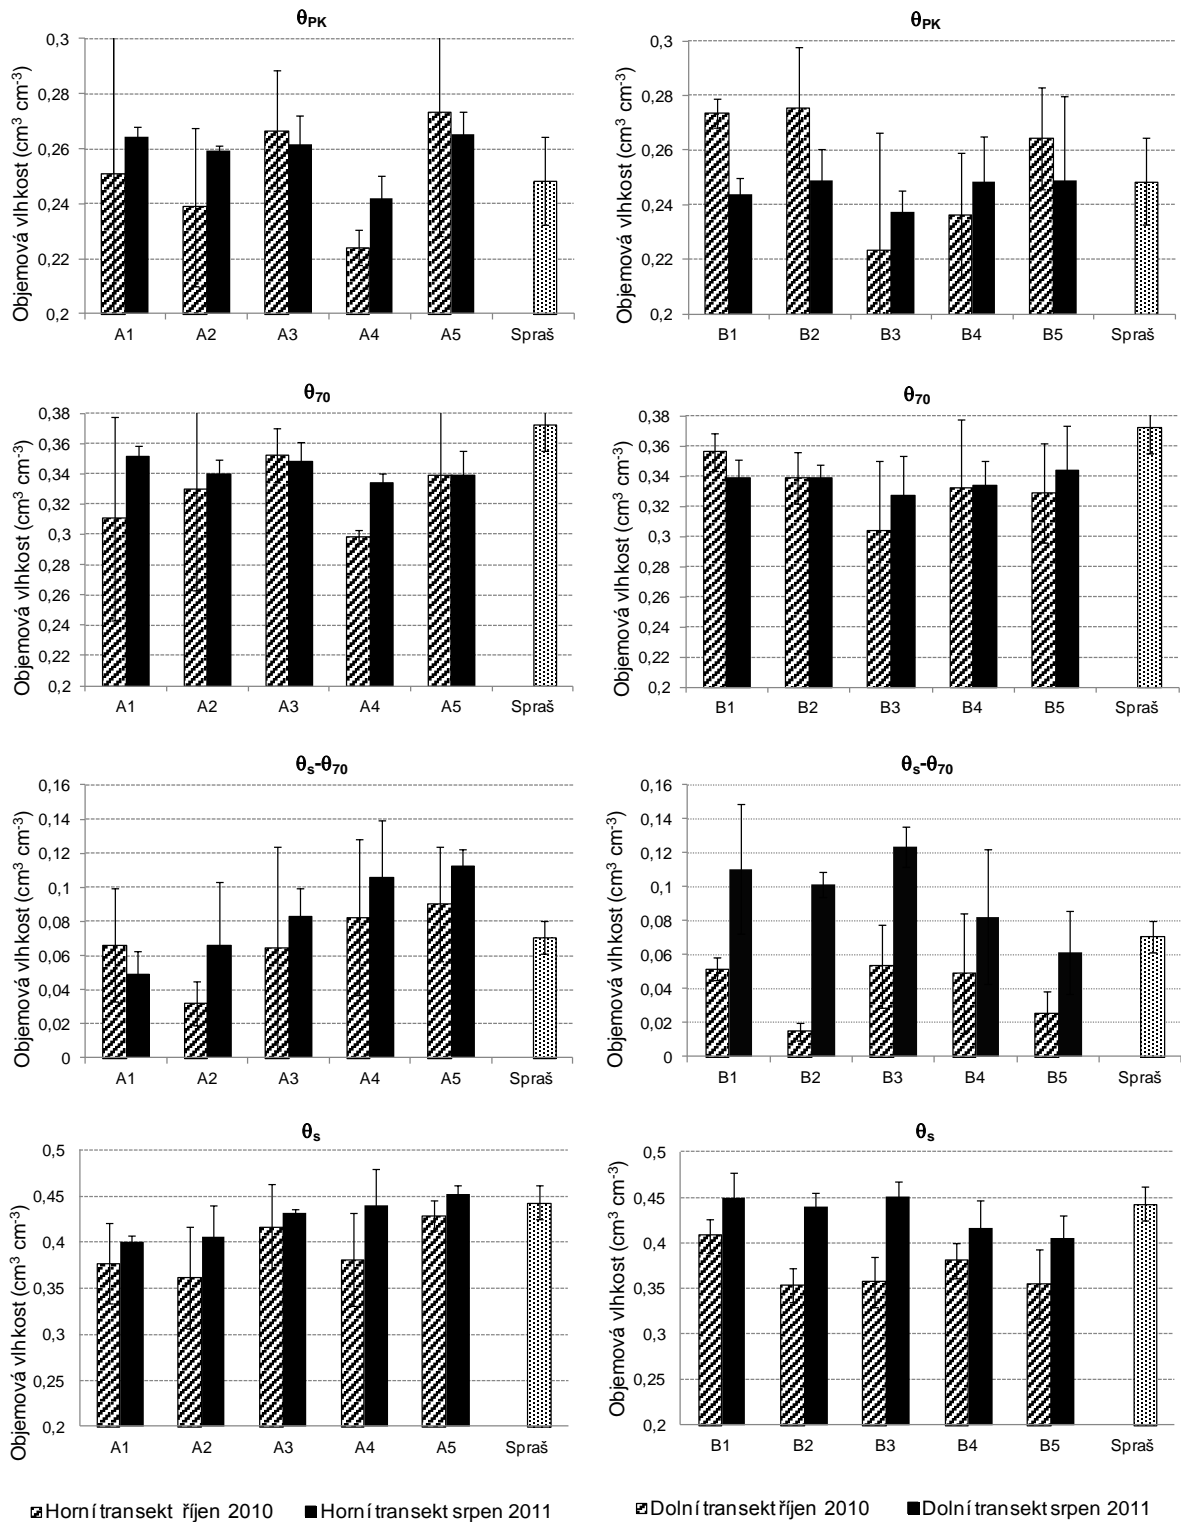 θPK
Objemová vlhkost (cm³ cm⁻³)
0,3
0,28
0,26
0,24
0,22
0,2
A1 A2 A3 A4 A5 Spraš
θPK
Objemová vlhkost (cm³ cm⁻³)
0,3
0,28
0,26
0,24
0,22
0,2
B1 B2 B3 B4 B5 Spraš
θ70
Objemová vlhkost (cm³ cm⁻³)
0,38
0,36
0,34
0,32
0,3
0,28
0,26
0,24
0,22
0,2
A1 A2 A3 A4 A5 Spraš
θ70
Objemová vlhkost (cm³ cm⁻³)
0,38
0,36
0,34
0,32
0,3
0,28
0,26
0,24
0,22
0,2
B1 B2 B3 B4 B5 Spraš
θs-θ70
Objemová vlhkost (cm³ cm⁻³)
0,16
0,14
0,12
0,1
0,08
0,06
0,04
0,02
0
A1 A2 A3 A4 A5 Spraš
θs-θ70
Objemová vlhkost (cm³ cm⁻³)
0,16
0,14
0,12
0,1
0,08
0,06
0,04
0,02
0
B1 B2 B3 B4 B5 Spraš
θs
Objemová vlhkost (cm³ cm⁻³)
0,5
0,45
0,4
0,35
0,3
0,25
0,2
A1 A2 A3 A4 A5 Spraš
θs
Objemová vlhkost (cm³ cm⁻³)
0,5
0,45
0,4
0,35
0,3
0,25
0,2
B1 B2 B3 B4 B5 Spraš
Horní transekt říjen 2010 Horní transekt srpen 2011
Dolní transekt říjen 2010 Dolní transekt srpen 2011